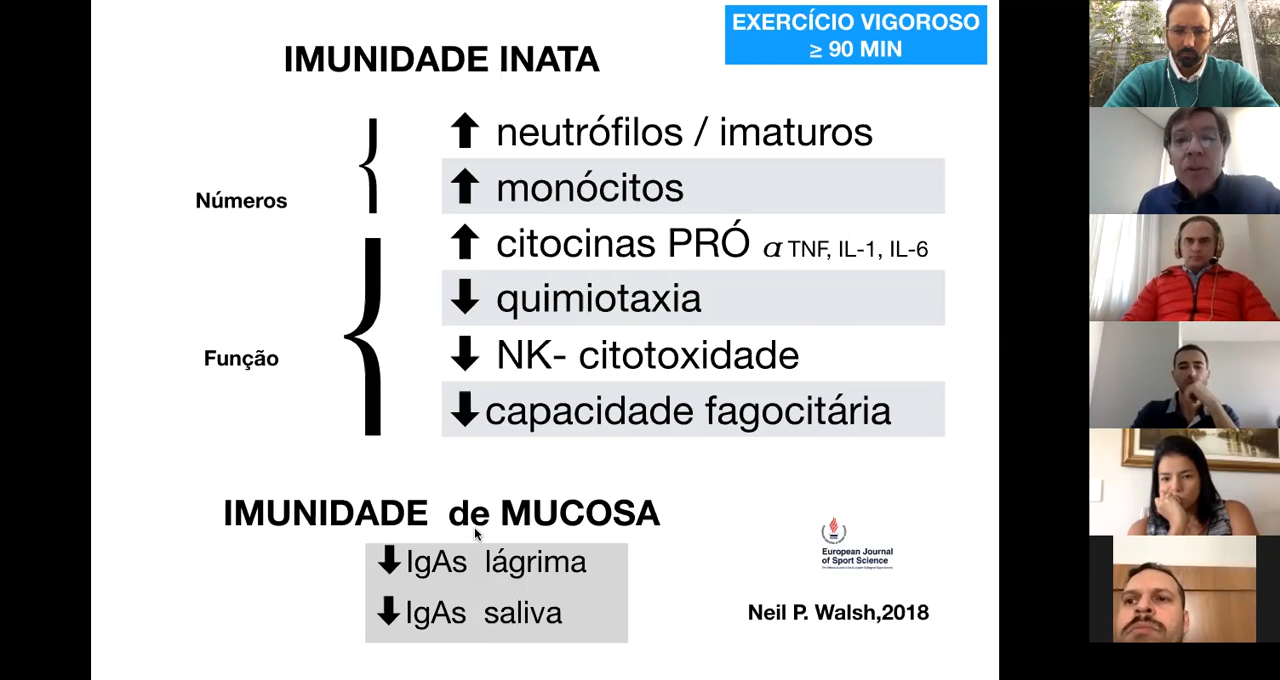 EXERCÍCIO VIGOROSO
≥ 90 MIN
IMUNIDADE INATA
Números
neutrófilos / imaturos
monócitos
citocinas PRÓ α TNF, IL-1, IL-6
Função
quimiotaxia
NK- citotoxidade
capacidade fagocitária
IMUNIDADE de MUCOSA
IgAs lágrima
IgAs saliva
European Journal
of Sport Science
Neil P. Walsh,2018